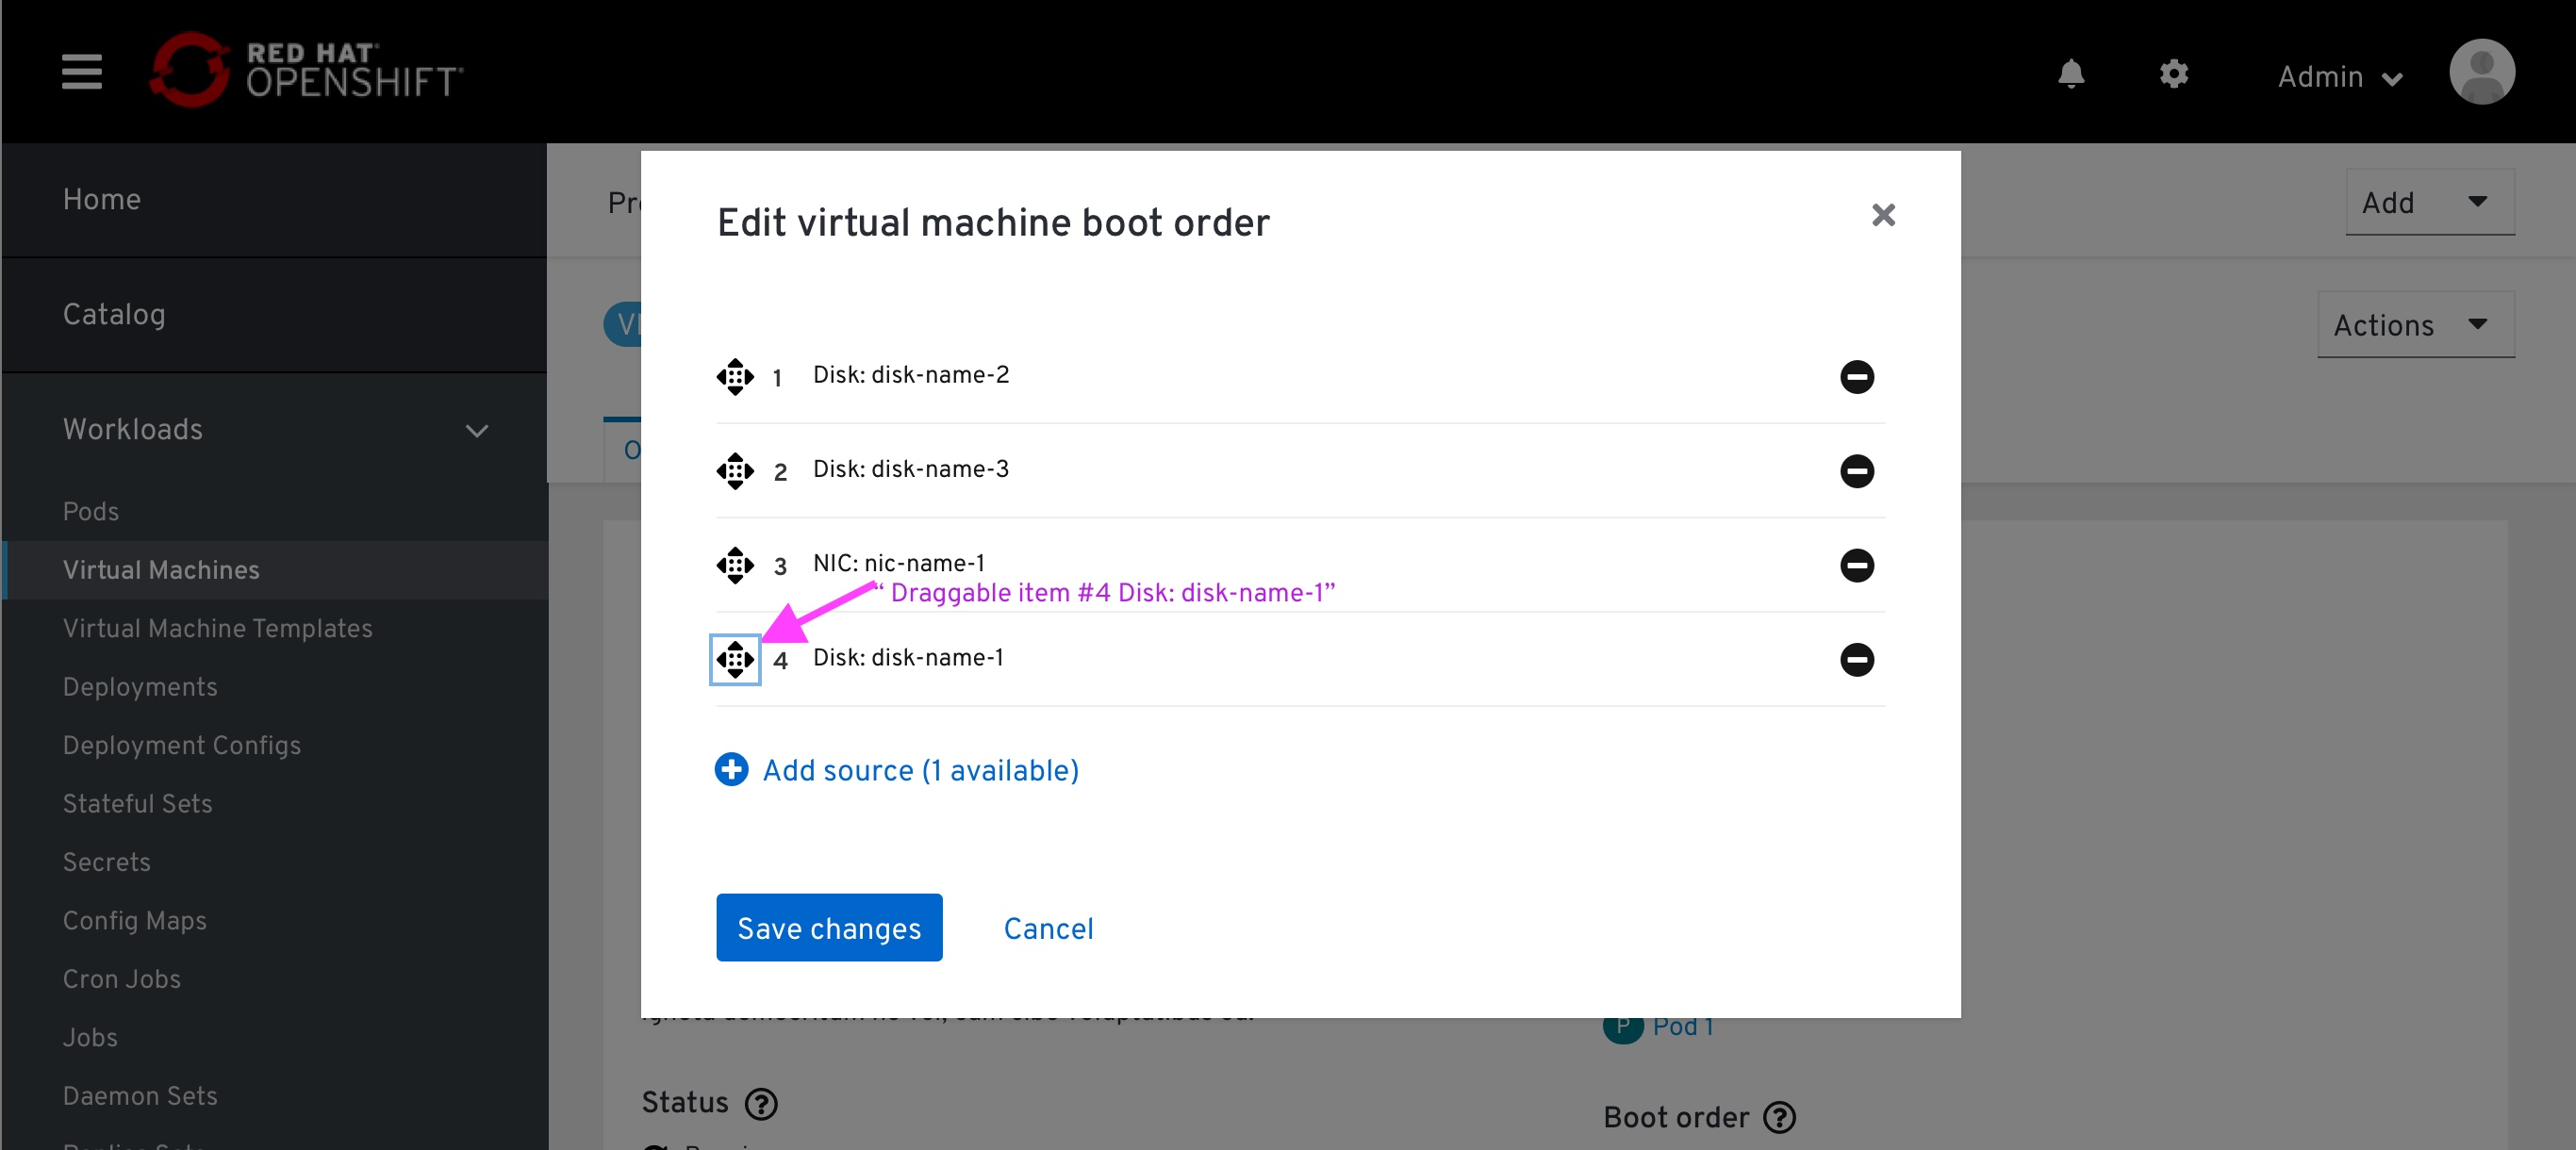 RED HAT
OPENSHIFT
Admin
Home
Catalog
Workloads
Pods
Virtual Machines
Virtual Machine Templates
Deployments
Deployment Configs
Stateful Sets
Secrets
Config Maps
Cron Jobs
Jobs
Daemon Sets
Add
Actions
Edit virtual machine boot order
1 Disk: disk-name-2
2 Disk: disk-name-3
3 NIC: nic-name-1
“ Draggable item #4 Disk: disk-name-1”
4 Disk: disk-name-1
Add source (1 available)
Save changes
Cancel
P Pod 1
Status
Boot order